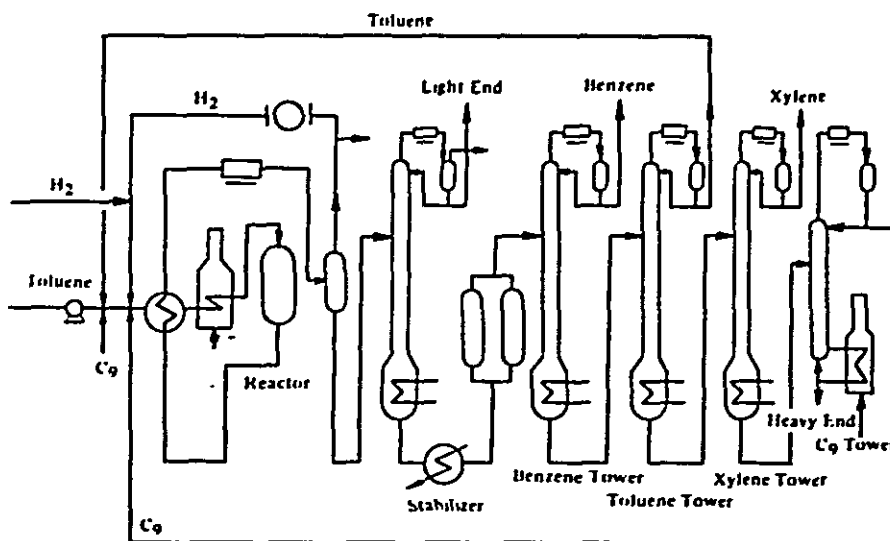 Toluene
H2
Light End
Benzene
Xylene
H2
Toluene
C9
Reactor
Heavy End
C9 Tower
Benzene Tower
Xylene Tower
Toluene Tower
Stabilizer
C9